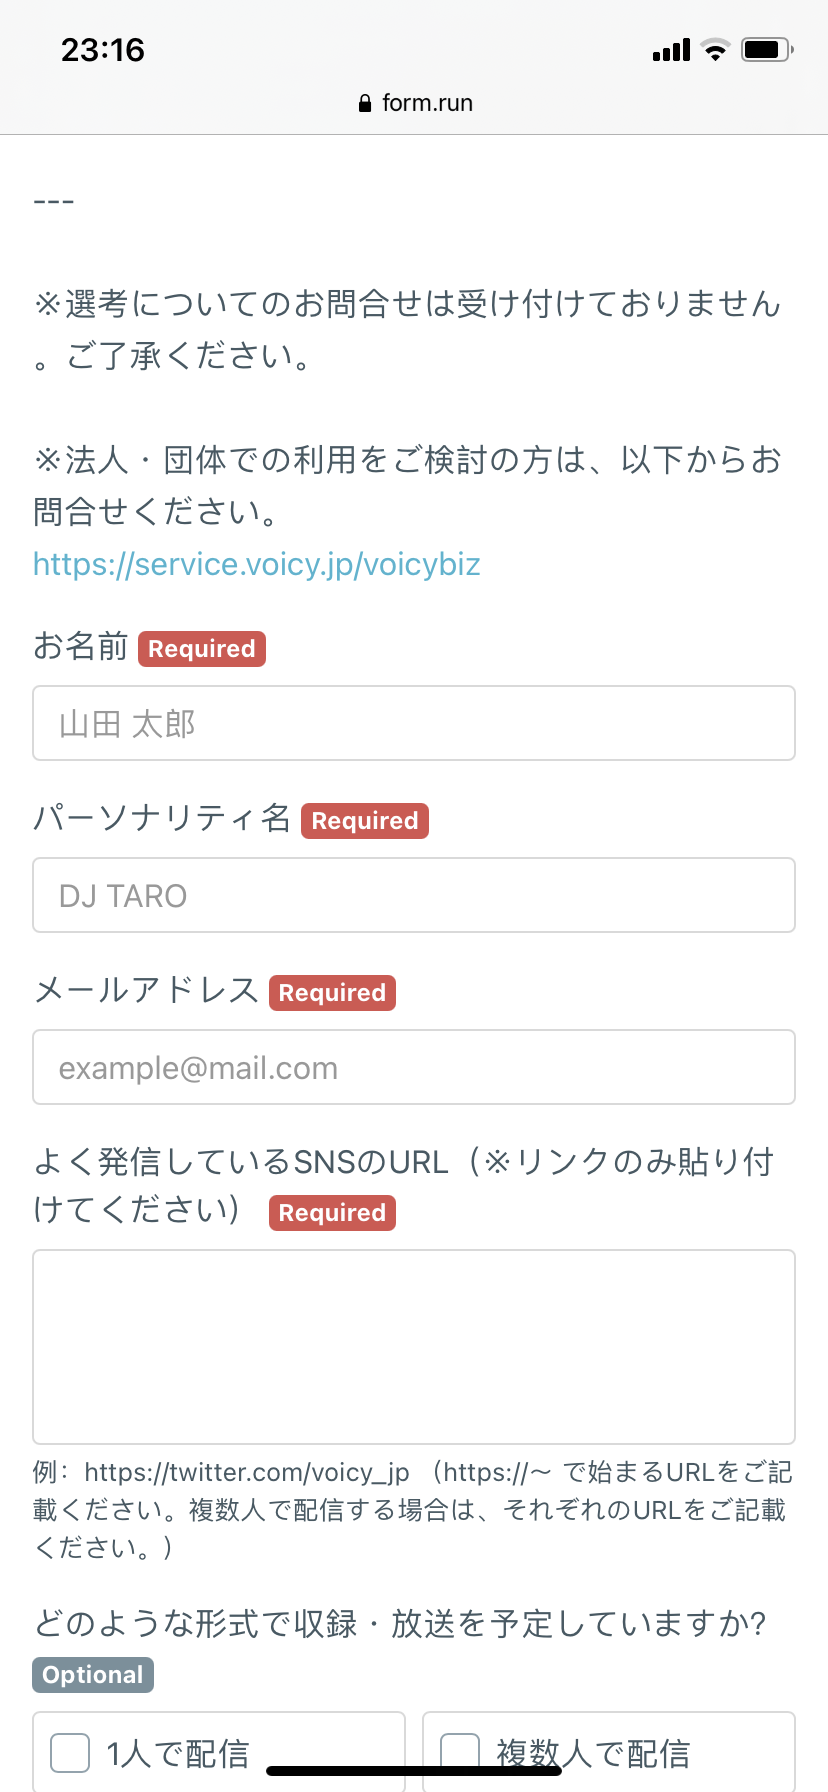 23:16
form.run
---
※選考についてのお問合せは受け付けておりません
。ご了承ください。
※法人・団体での利用をご検討の方は、以下からお
問合せください。
https://service.voicy.jp/voicybiz
お名前 Required
山田 太郎
パーソナリティ名 Required
DJ TARO
メールアドレス Required
example@mail.com
よく発信しているSNSのURL（※リンクのみ貼り付
けてください） Required
例：https://twitter.com/voicy_jp （https://〜 で始まるURLをご記
載ください。複数人で配信する場合は、それぞれのURLをご記載
ください。）
どのような形式で収録・放送を予定していますか?
Optional
1人で配信 複数人で配信